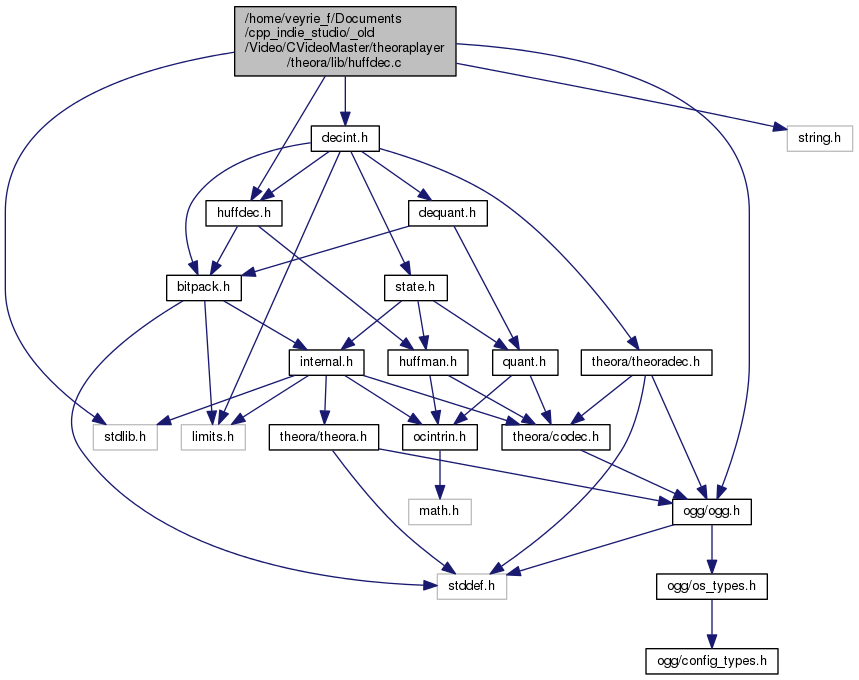 /home/veyrie_f/Documents
/cpp_indie_studio/_old
/Video/CVideoMaster/theoraplayer
/theora/lib/huffdec.c
decint.h
string.h
huffdec.h
dequant.h
bitpack.h
state.h
internal.h
huffman.h
quant.h
theora/theoradec.h
stdlib.h
limits.h
theora/theora.h
ocintrin.h
theora/codec.h
math.h
ogg/ogg.h
stddef.h
ogg/os_types.h
ogg/config_types.h